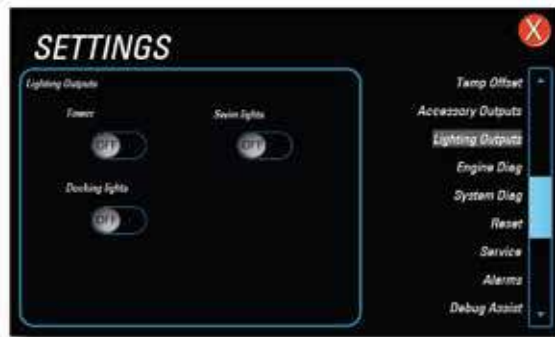 SETTINGS
X
Lighting Outputs
Tower
OFF
Swim lights
OFF
Docking lights
OFF
Temp Offset
Accessory Outputs
Lighting Outputs
Engine Diag
System Diag
Reset
Service
Alarms
Debug Assist